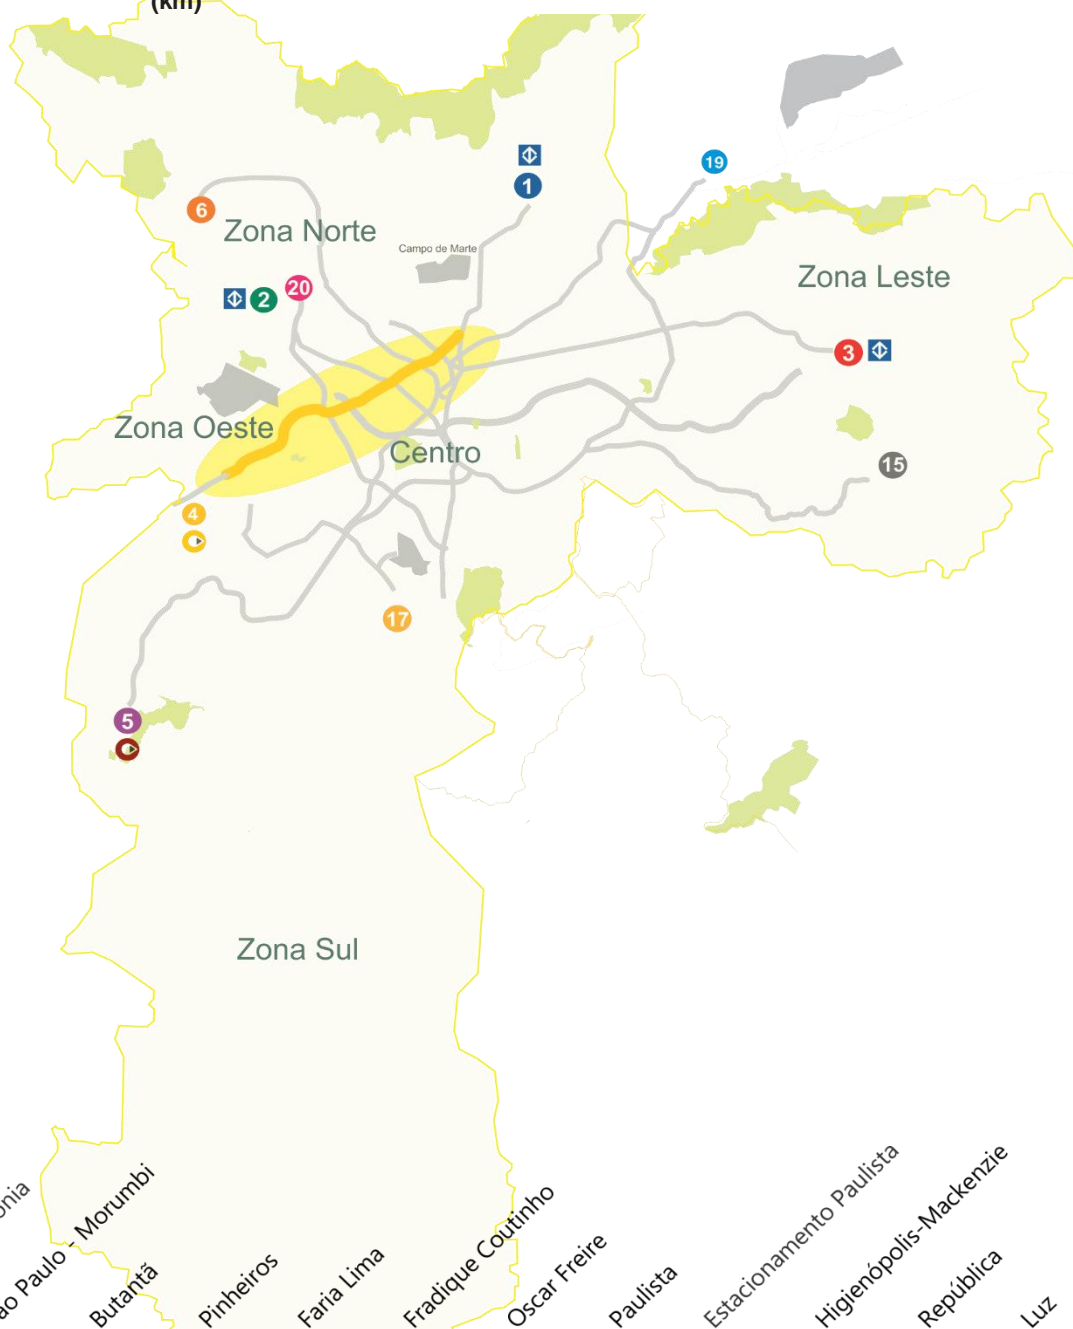 (km)
19
1
6
Zona Norte
Campo de Marte
Zona Leste
2
20
3
Zona Oeste
Centro
15
4
17
5
Zona Sul
Paulo - Morumbi
Butantã
Pinheiros
Faria Lima
Fradique Coutinho
Oscar Freire
Paulista
Estacionamento Paulista
Higienópolis-Mackenzie
República
Luz